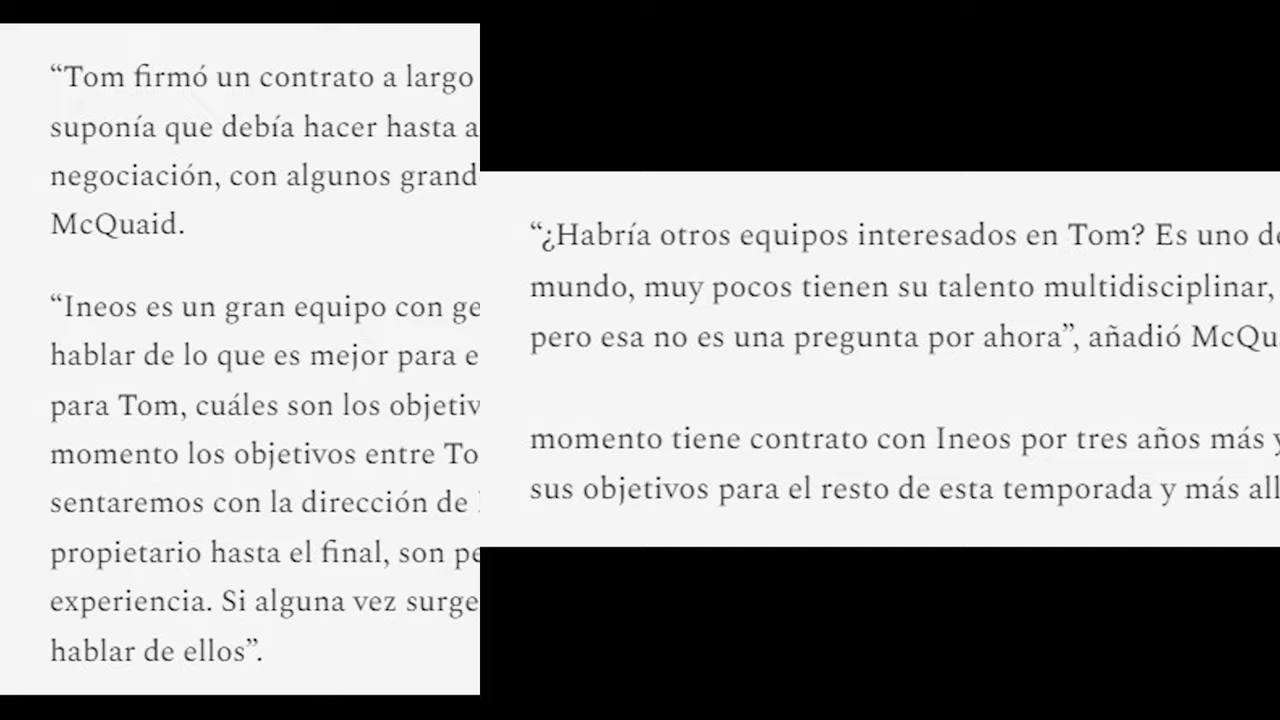 “Tom firmó un contrato a largo
suponía que debía hacer hasta a
negociación, con algunos grand
McQuaid.
“Ineos es un gran equipo con ge
hablar de lo que es mejor para e
para Tom, cuáles son los objetiv
momento los objetivos entre To
sentaremos con la dirección de
propietario hasta el final, son pe
experiencia. Si alguna vez surge
hablar de ellos”.
“¿Habría otros equipos interesados en Tom? Es uno de
mundo, muy pocos tienen su talento multidisciplinar,
pero esa no es una pregunta por ahora”, añadió McQua
momento tiene contrato con Ineos por tres años más y
sus objetivos para el resto de esta temporada y más all